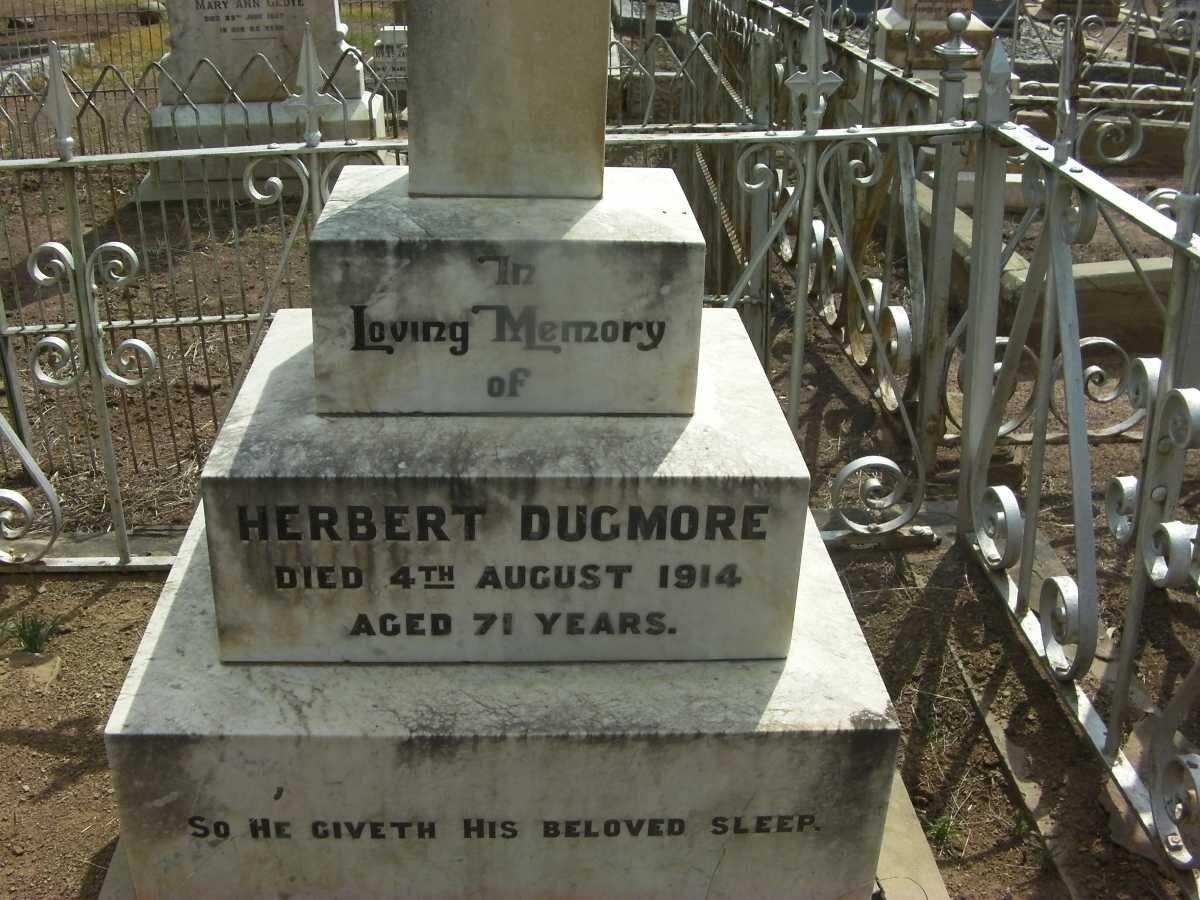 MARY ANN
In
Loving Memory
of
HERBERT DUGMORE
DIED 4TH AUGUST 1914
AGED 71 YEARS.
SO HE GIVETH HIS BELOVED SLEEP.